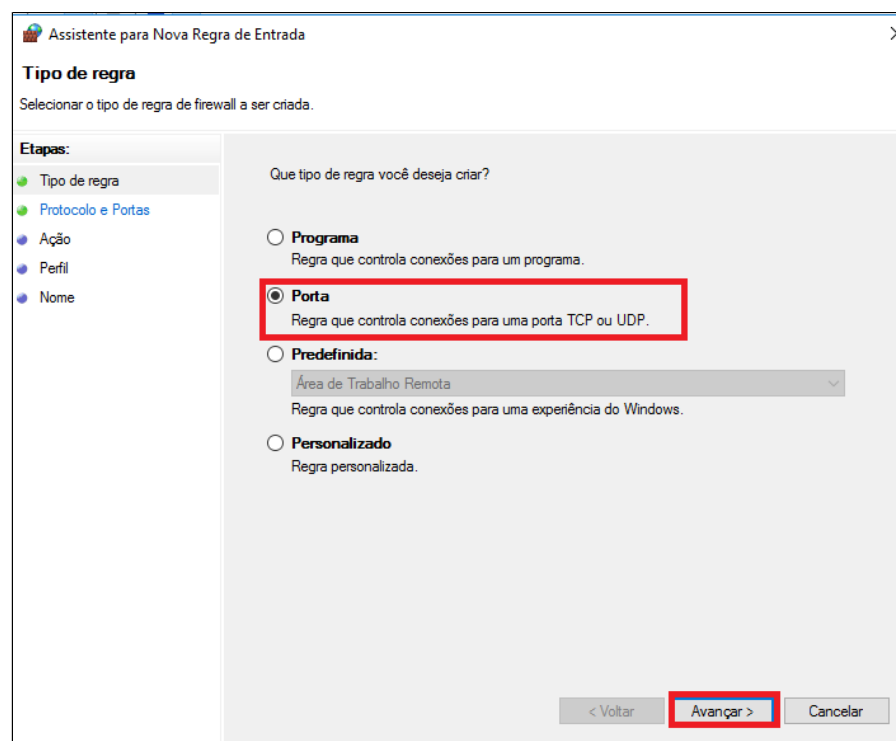 Assistente para Nova Regra de Entrada
Tipo de regra
Selecionar o tipo de regra de firewall a ser criada.
Etapas:
Tipo de regra
Protocolo e Portas
Ação
Perfil
Nome
Que tipo de regra você deseja criar?
Programa
Regra que controla conexões para um programa.
Porta
Regra que controla conexões para uma porta TCP ou UDP.
Predefinida:
Área de Trabalho Remota
Regra que controla conexões para uma experiência do Windows.
Personalizado
Regra personalizada.
< Voltar
Avançar >
Cancelar